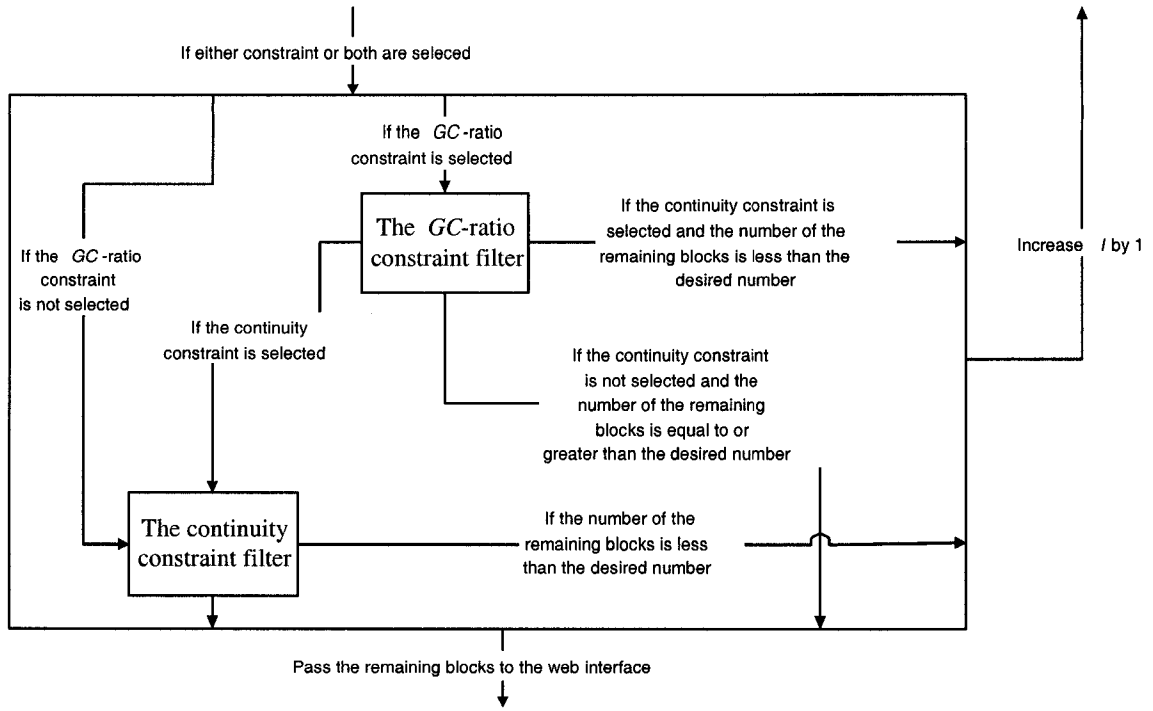 If either constraint or both are seleced
If the GC-ratio
constraint is selected
The GC-ratio
constraint filter
If the continuity constraint is
selected and the number of the
remaining blocks is less than the
desired number
Increase l by 1
If the GC-ratio
constraint
is not selected
If the continuity
constraint is selected
If the continuity constraint
is not selected and the
number of the remaining
blocks is equal to or
greater than the desired number
The continuity
constraint filter
If the number of the
remaining blocks is less
than the desired number
Pass the remaining blocks to the web interface